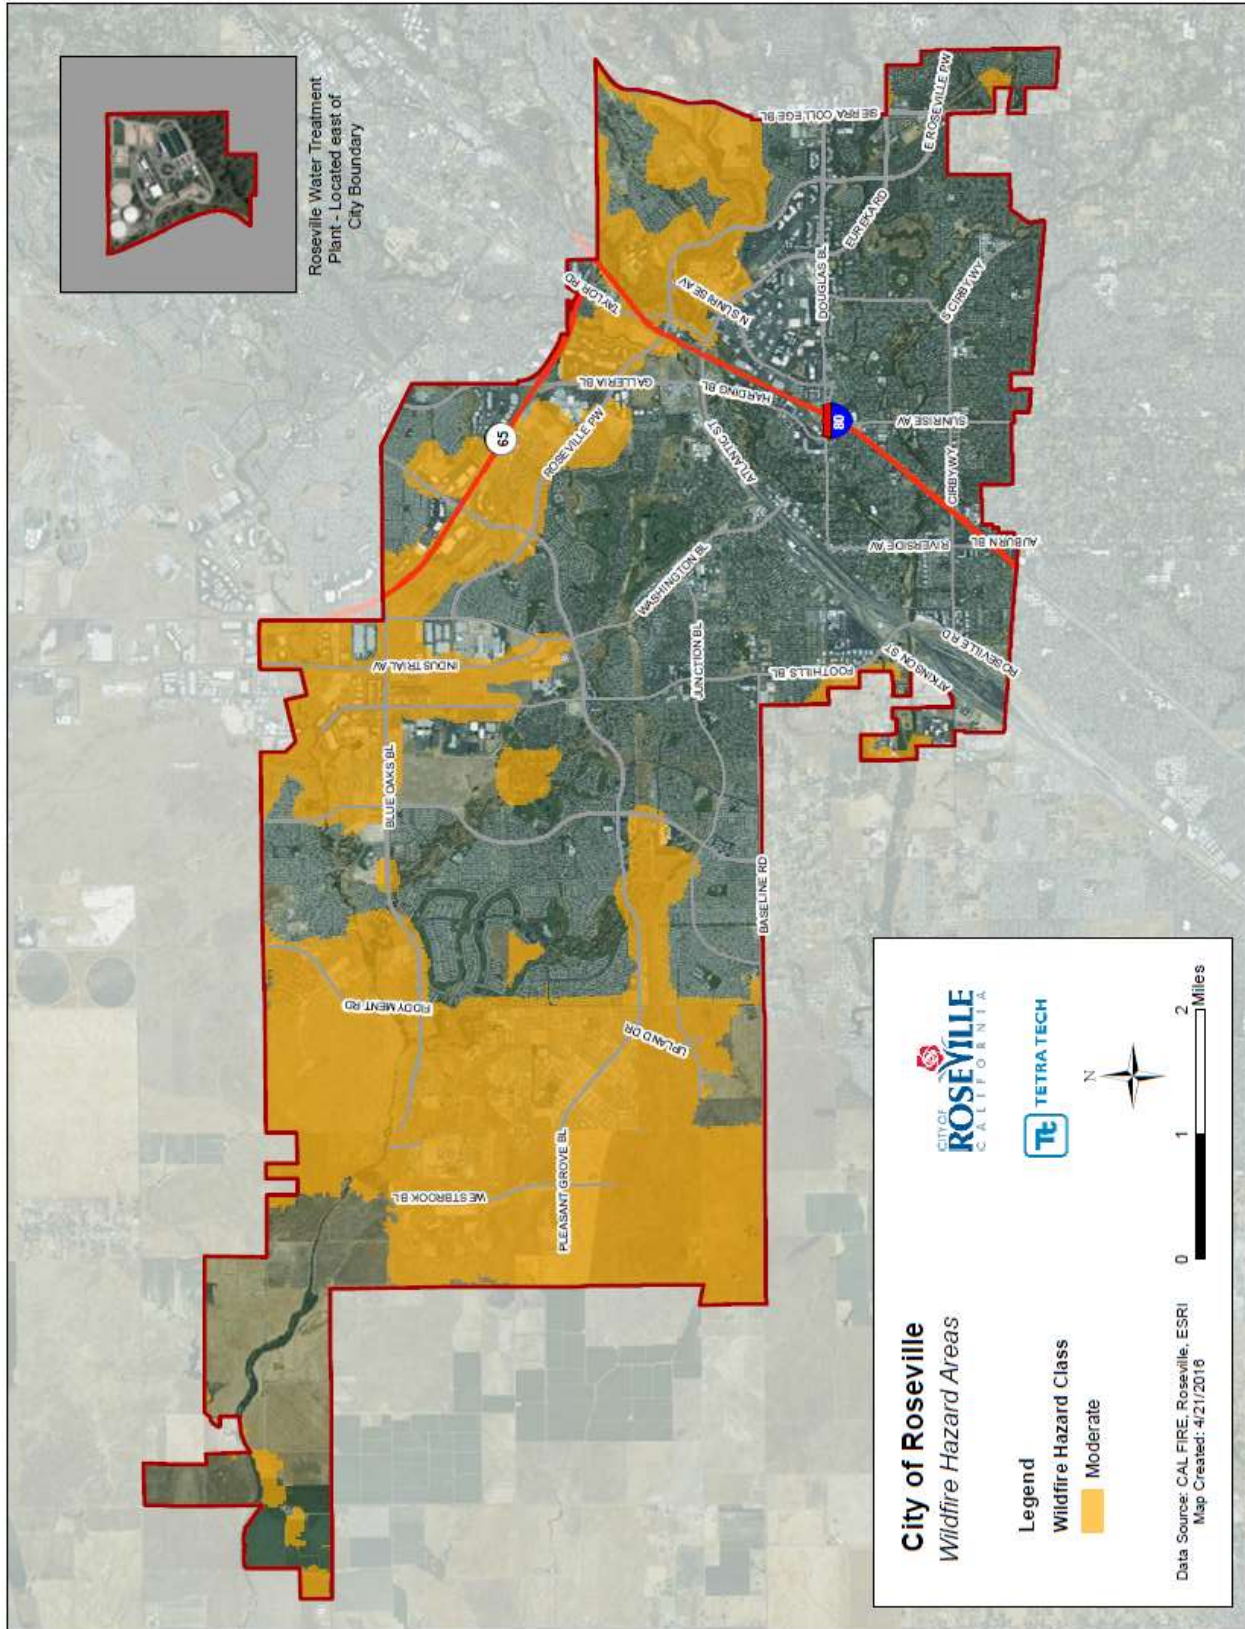 Roseville Water Treatment
Plant - Located east of
City Boundary
SIERRA COLLEGE BL
E ROSEVILLE PW
EUREKA RD
DOUGLAS BL
N SUNRISE AV
TAYLOR RD
S CIRBY WY
GALLERIA BL
HARDING BL
65
80
SUNRISE AV
ROSEVILLE PW
ATLANTIC ST
CIRBY WY
RIVERSIDE AV
AUBURN BL
WASHINGTON BL
INDUSTRIAL AV
JUNCTION BL
FOOTHILLS BL
ATKINSON ST
ROSEVILLE RD
BLUE OAKS BL
BASELINE RD
FIDDYMENT RD
UPLAND DR
PLEASANT GROVE BL
WESTBROOK BL
City of Roseville
Wildfire Hazard Areas
CITY OF
ROSEVILLE
CALIFORNIA
Tt TETRA TECH
Legend
Wildfire Hazard Class
Moderate
N
0 1 2
Miles
Data Source: CAL FIRE, Roseville, ESRI
Map Created: 4/21/2016